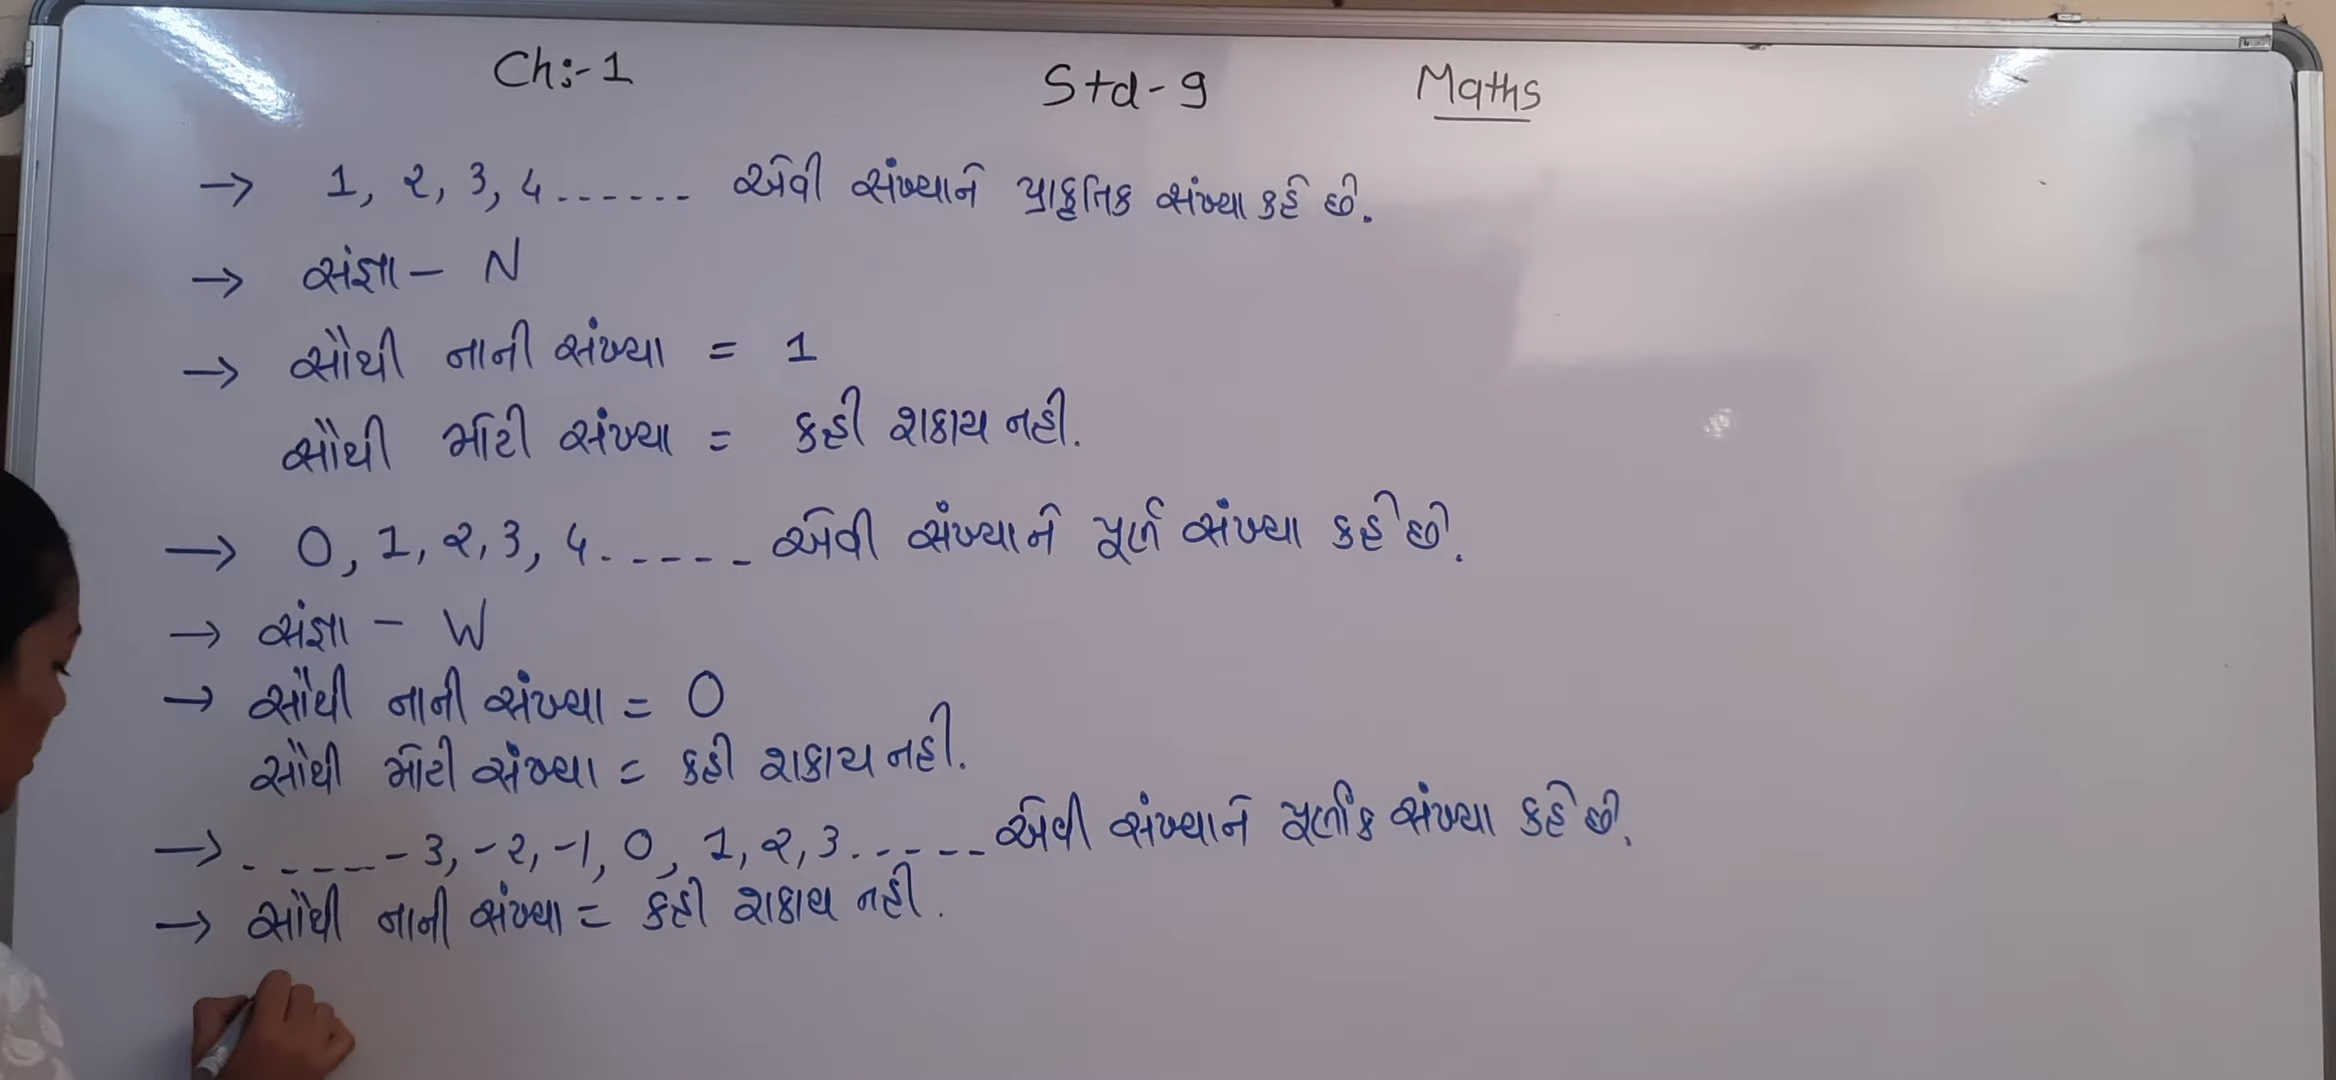 Ch:-1 Std-9 Maths
→ 1, ૨, 3, 4...... એવી સંખ્યાને પ્રાકૃતિક સંખ્યા કહે છે.
→ સંજ્ઞા - N
→ સૌથી નાની સંખ્યા = 1
સૌથી મોટી સંખ્યા = કહી શકાય નહી.
→ 0, 1, ૨, 3, 4...... એવી સંખ્યાને પૂર્ણ સંખ્યા કહે છે.
→ સંજ્ઞા - W
→ સૌથી નાની સંખ્યા = 0
સૌથી મોટી સંખ્યા = કહી શકાય નહી.
→ ......-3, -૨, -1, 0, 1, ૨, 3...... એવી સંખ્યાને પૂર્ણાંક સંખ્યા કહે છે.
→ સૌથી નાની સંખ્યા = કહી શકાય નહી.